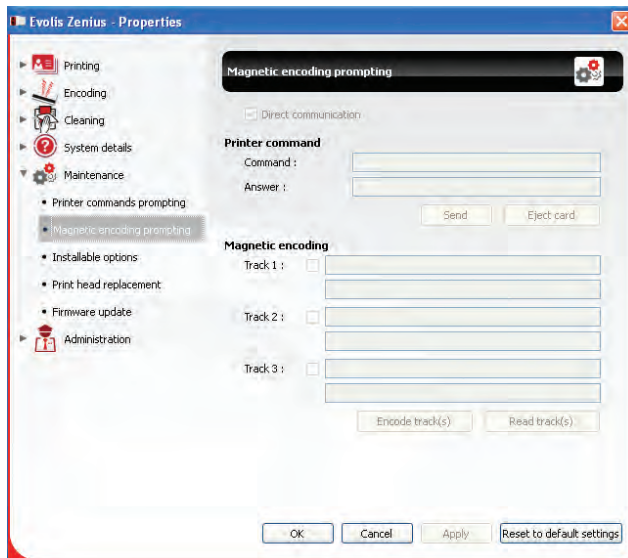 Evolis Zenius - Properties
Printing
Encoding
Cleaning
System details
Maintenance
Printer commands prompting
Magnetic encoding prompting
Installable options
Print head replacement
Firmware update
Administration
Magnetic encoding prompting
Direct communication
Printer command
Command :
Answer :
Send Eject card
Magnetic encoding
Track 1 :
Track 2 :
Track 3 :
Encode track(s) Read track(s)
OK Cancel Apply Reset to default settings